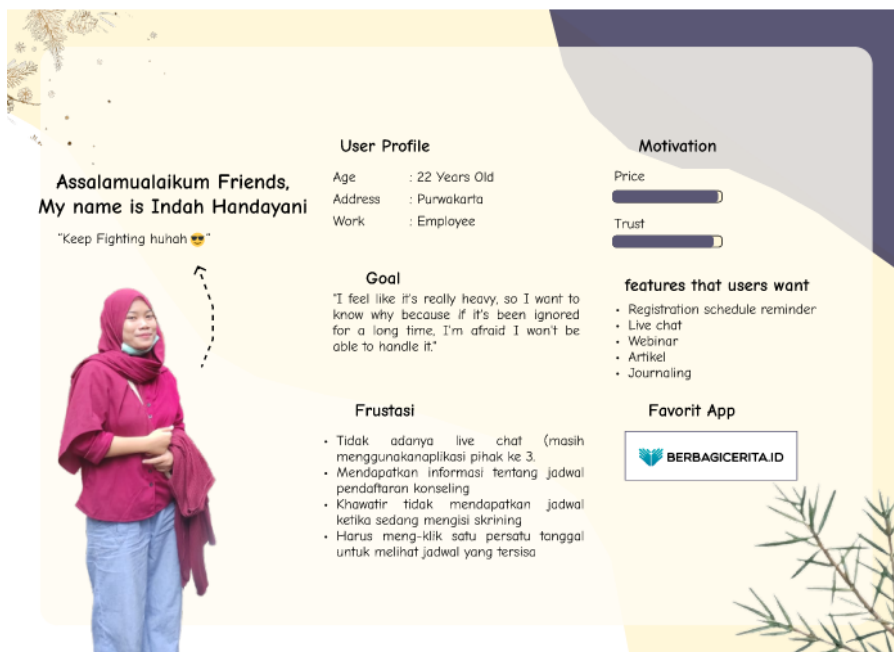 Assalamualaikum Friends,
My name is Indah Handayani
"Keep Fighting huhah 😎"
User Profile
Age : 22 Years Old
Address : Purwakarta
Work : Employee
Goal
"I feel like it's really heavy, so I want to
know why because if it's been ignored
for a long time, I'm afraid I won't be
able to handle it."
Frustasi
• Tidak adanya live chat (masih
menggunakanaplikasi pihak ke 3.
• Mendapatkan informasi tentang jadwal
pendaftaran konseling
• Khawatir tidak mendapatkan jadwal
ketika sedang mengisi skrining
• Harus meng-klik satu persatu tanggal
untuk melihat jadwal yang tersisa
Motivation
Price
Trust
features that users want
• Registration schedule reminder
• Live chat
• Webinar
• Artikel
• Journaling
Favorit App
BERBAGICERITA.ID